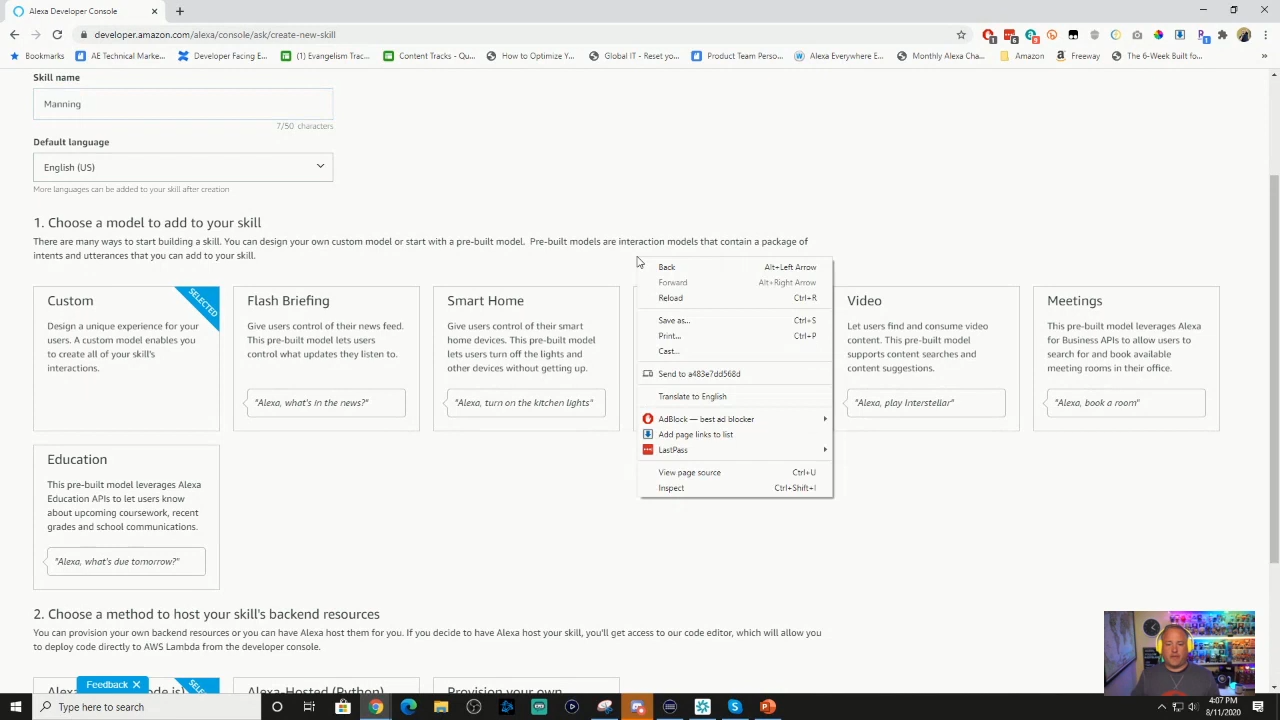 Alexa Developer Console
developer.amazon.com/alexa/console/ask/create-new-skill
Bookmarks
AE Technical Marke...
Developer Facing E...
Evangelist Team Tr...
Content Tracks - Qu...
How to Optimize Y...
Global IT - Reset yo...
Product Team Perso...
Alexa Everywhere E...
Monthly Alexa Cha...
Amazon
Freeway
The 6-Week Built fo...
»
Skill name
Manning
7/50 characters
Default language
English (US)
More languages can be added to your skill after creation
1. Choose a model to add to your skill
There are many ways to start building a skill. You can design your own custom model or start with a pre-built model. Pre-built models are interaction models that contain a package of
intents and utterances that you can add to your skill.
Custom
SELECTED
Design a unique experience for your
users. A custom model enables you
to create all of your skill's
interactions.
Flash Briefing
Give users control of their news feed.
This pre-built model lets users
control what updates they listen to.
"Alexa, what's in the news?"
Smart Home
Give users control of their smart
home devices. This pre-built model
lets users turn off the lights and
other devices without getting up.
"Alexa, turn on the kitchen lights"
Back Alt+Left Arrow
Forward Alt+Right Arrow
Reload Ctrl+R
Save as... Ctrl+S
Print... Ctrl+P
Cast...
Send to a483e7dd568d
Translate to English
AdBlock — best ad blocker
Add page links to list
LastPass
View page source Ctrl+U
Inspect Ctrl+Shift+I
Video
Let users find and consume video
content. This pre-built model
supports content searches and
content suggestions.
"Alexa, play Interstellar"
Meetings
This pre-built model leverages Alexa
for Business APIs to allow users to
search for and book available
meeting rooms in their office.
"Alexa, book a room"
Education
This pre-built model leverages Alexa
Education APIs to let users know
about upcoming coursework, recent
grades and school communications.
"Alexa, what's due tomorrow?"
2. Choose a method to host your skill's backend resources
You can provision your own backend resources or you can have Alexa host them for you. If you decide to have Alexa host your skill, you'll get access to our code editor, which will allow you
to deploy code directly to AWS Lambda from the developer console.
Feedback
Alexa-Hosted (Python)
Provision your own
Type here to search
4:07 PM
8/11/2020